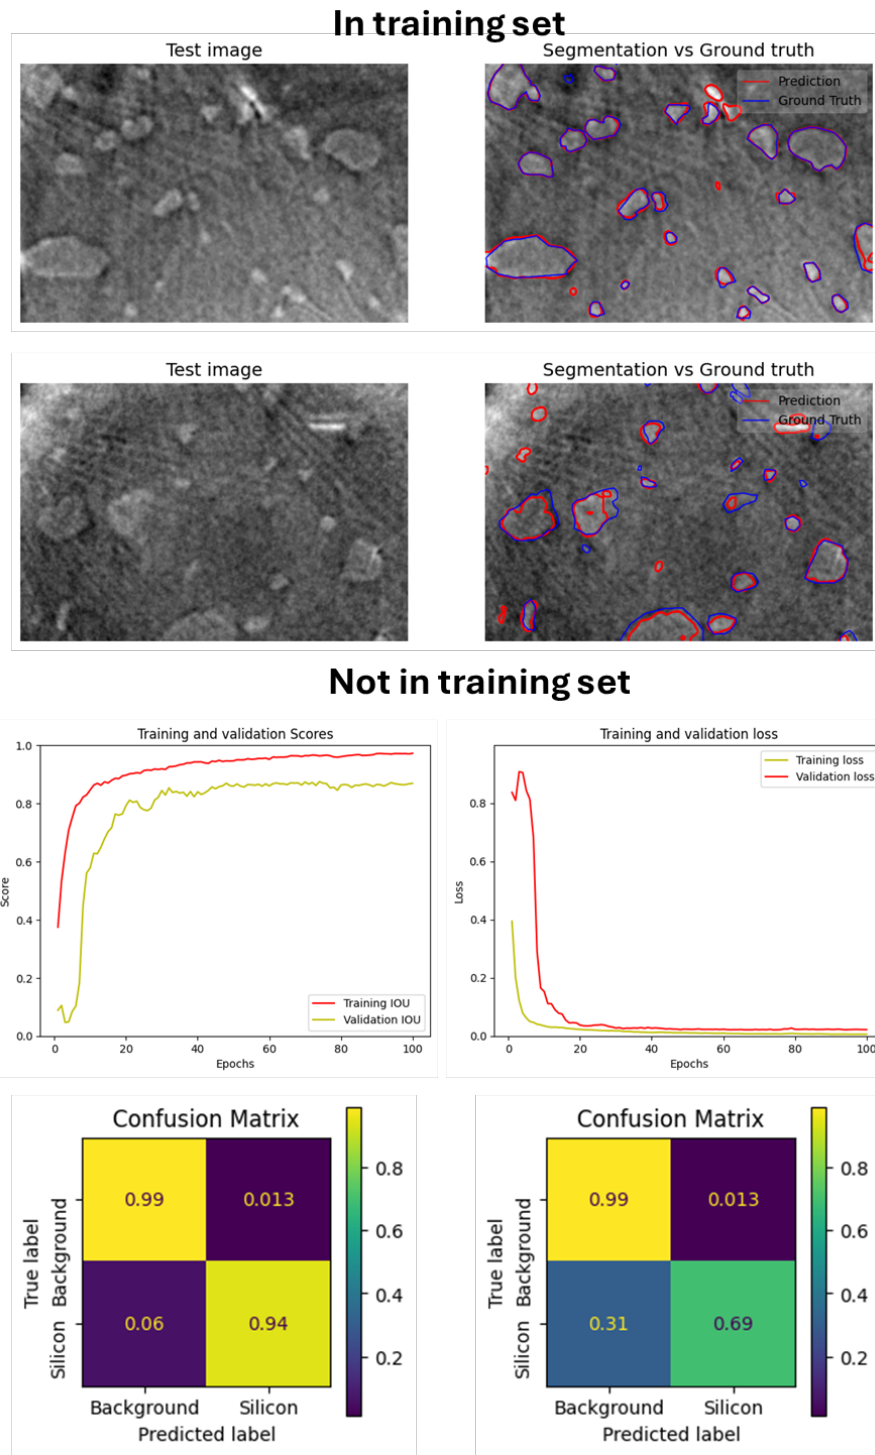 In training set
Test image
Segmentation vs Ground truth
Prediction
Ground Truth
Test image
Segmentation vs Ground truth
Prediction
Ground Truth
Not in training set
Training and validation Scores
1.0
0.8
0.6
0.4
0.2
0.0
Score
0 20 40 60 80 100
Epochs
Training IOU
Validation IOU
Training and validation loss
0.8
0.6
0.4
0.2
0.0
Loss
0 20 40 60 80 100
Epochs
Training loss
Validation loss
Confusion Matrix
True label
Background
Silicon
0.99 0.013
0.06 0.94
Background Silicon
Predicted label
0.8
0.6
0.4
0.2
Confusion Matrix
True label
Background
Silicon
0.99 0.013
0.31 0.69
Background Silicon
Predicted label
0.8
0.6
0.4
0.2